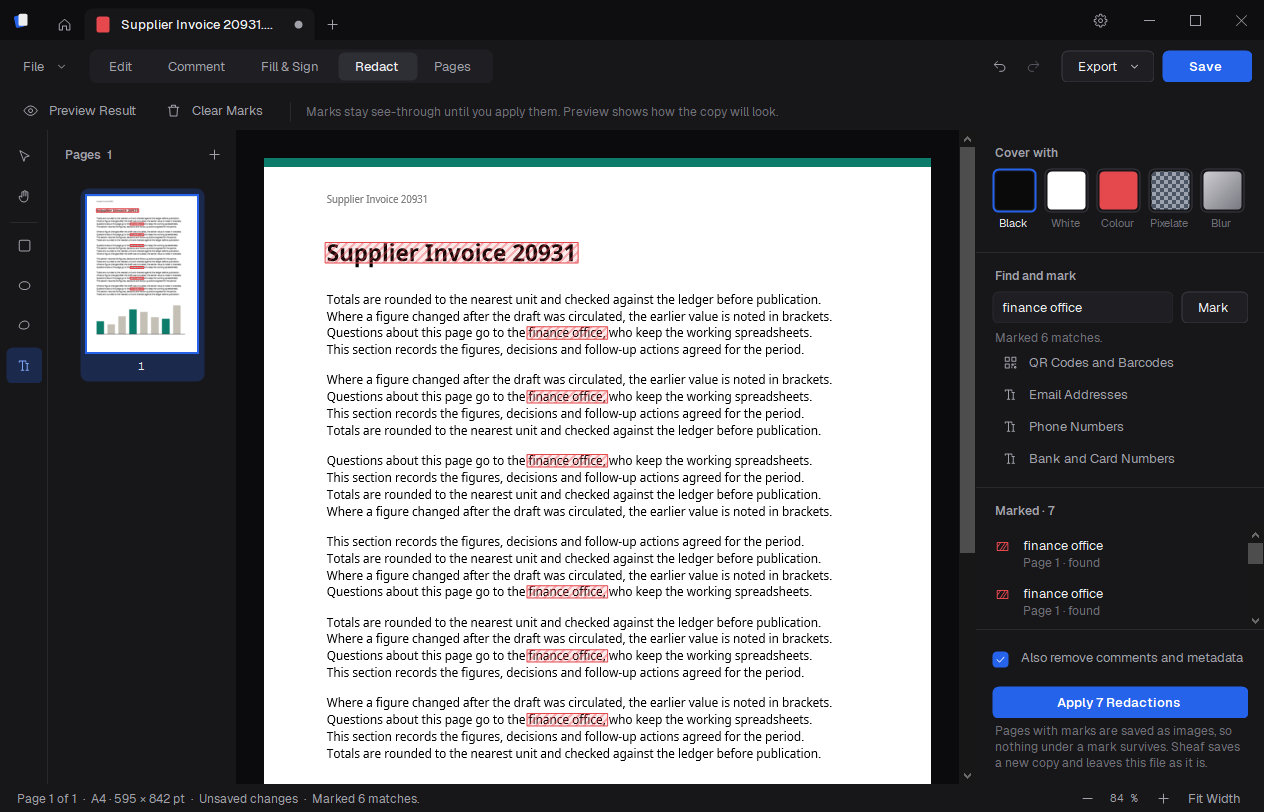 Supplier Invoice 20931....
File
Edit
Comment
Fill & Sign
Redact
Pages
Export
Save
Preview Result
Clear Marks
Marks stay see-through until you apply them. Preview shows how the copy will look.
Pages 1
1
Supplier Invoice 20931
Supplier Invoice 20931
Totals are rounded to the nearest unit and checked against the ledger before publication.
Where a figure changed after the draft was circulated, the earlier value is noted in brackets.
Questions about this page go to the finance office, who keep the working spreadsheets.
This section records the figures, decisions and follow-up actions agreed for the period.
Where a figure changed after the draft was circulated, the earlier value is noted in brackets.
Questions about this page go to the finance office, who keep the working spreadsheets.
This section records the figures, decisions and follow-up actions agreed for the period.
Totals are rounded to the nearest unit and checked against the ledger before publication.
Questions about this page go to the finance office, who keep the working spreadsheets.
This section records the figures, decisions and follow-up actions agreed for the period.
Totals are rounded to the nearest unit and checked against the ledger before publication.
Where a figure changed after the draft was circulated, the earlier value is noted in brackets.
This section records the figures, decisions and follow-up actions agreed for the period.
Totals are rounded to the nearest unit and checked against the ledger before publication.
Where a figure changed after the draft was circulated, the earlier value is noted in brackets.
Questions about this page go to the finance office, who keep the working spreadsheets.
Totals are rounded to the nearest unit and checked against the ledger before publication.
Where a figure changed after the draft was circulated, the earlier value is noted in brackets.
Questions about this page go to the finance office, who keep the working spreadsheets.
This section records the figures, decisions and follow-up actions agreed for the period.
Where a figure changed after the draft was circulated, the earlier value is noted in brackets.
Questions about this page go to the finance office, who keep the working spreadsheets.
This section records the figures, decisions and follow-up actions agreed for the period.
Totals are rounded to the nearest unit and checked against the ledger before publication.
Cover with
Black
White
Colour
Pixelate
Blur
Find and mark
finance office
Mark
Marked 6 matches.
QR Codes and Barcodes
Email Addresses
Phone Numbers
Bank and Card Numbers
Marked · 7
finance office
Page 1 · found
finance office
Page 1 · found
Also remove comments and metadata
Apply 7 Redactions
Pages with marks are saved as images, so
nothing under a mark survives. Sheaf saves
a new copy and leaves this file as it is.
Page 1 of 1 · A4 · 595 × 842 pt · Unsaved changes · Marked 6 matches.
84 %
Fit Width